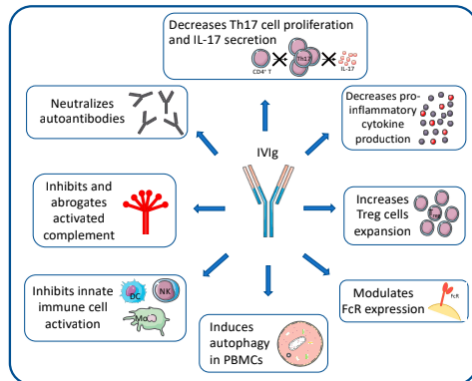 Decreases Th17 cell proliferation
and IL-17 secretion
CD4⁺ T
Th17
IL-17
Neutralizes
autoantibodies
Decreases pro-
inflammatory
cytokine
production
IVIg
Inhibits and
abrogates
activated
complement
Increases
Treg cells
expansion
Treg
Inhibits innate
immune cell
activation
DC
NK
Mo
Modulates
FcR expression
FcR
Induces
autophagy
in PBMCs